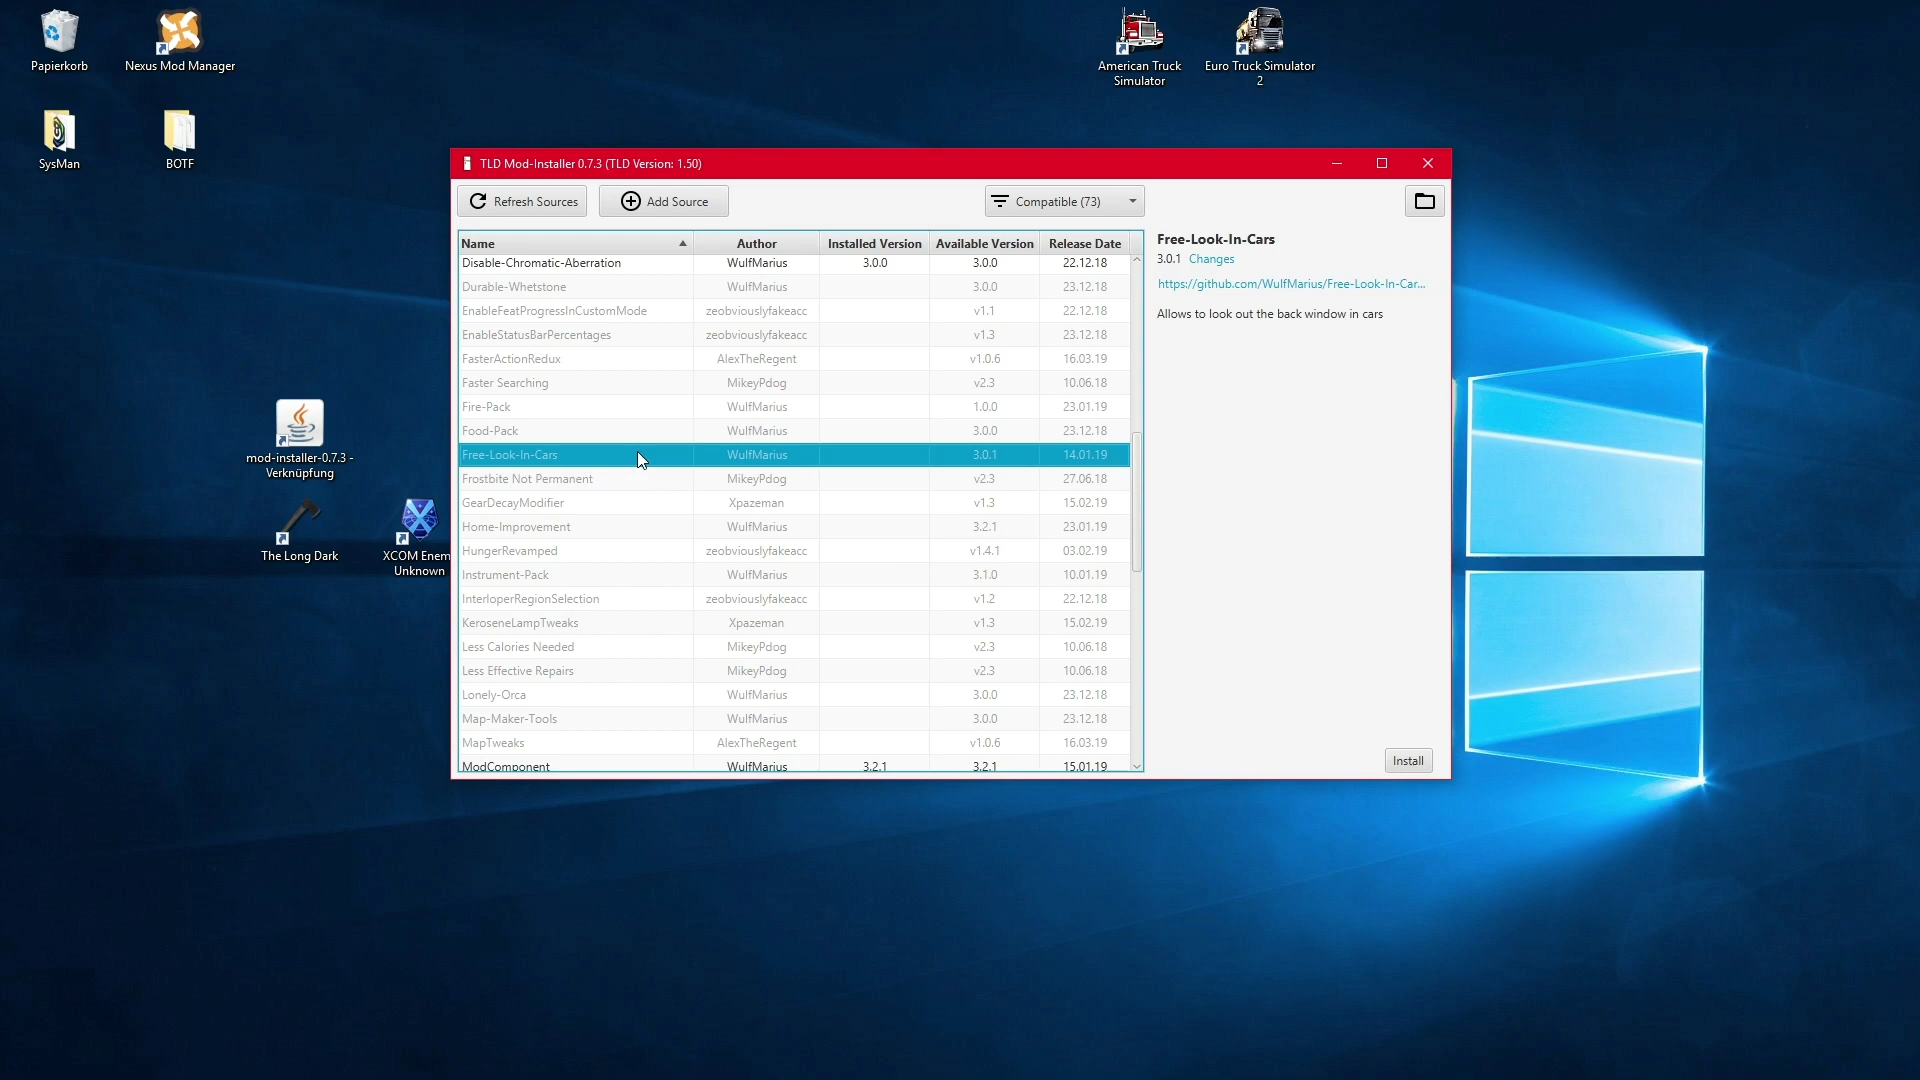 Papierkorb
Nexus Mod Manager
American Truck
Simulator
Euro Truck Simulator
2
SysMan
BOTF
mod-installer-0.7.3 -
Verknüpfung
The Long Dark
XCOM Enem
Unknown
TLD Mod-Installer 0.7.3 (TLD Version: 1.50)
Refresh Sources
Add Source
Compatible (73)
Name Author Installed Version Available Version Release Date
Disable-Chromatic-Aberration WulfMarius 3.0.0 3.0.0 22.12.18
Durable-Whetstone WulfMarius 3.0.0 23.12.18
EnableFeatProgressInCustomMode zeobviouslyfakeacc v1.1 22.12.18
EnableStatusBarPercentages zeobviouslyfakeacc v1.3 23.12.18
FasterActionRedux AlexTheRegent v1.0.6 16.03.19
Faster Searching MikeyPdog v2.3 10.06.18
Fire-Pack WulfMarius 1.0.0 23.01.19
Food-Pack WulfMarius 3.0.0 23.12.18
Free-Look-In-Cars WulfMarius 3.0.1 14.01.19
Frostbite Not Permanent MikeyPdog v2.3 27.06.18
GearDecayModifier Xpazeman v1.3 15.02.19
Home-Improvement WulfMarius 3.2.1 23.01.19
HungerRevamped zeobviouslyfakeacc v1.4.1 03.02.19
Instrument-Pack WulfMarius 3.1.0 10.01.19
InterloperRegionSelection zeobviouslyfakeacc v1.2 22.12.18
KeroseneLampTweaks Xpazeman v1.3 15.02.19
Less Calories Needed MikeyPdog v2.3 10.06.18
Less Effective Repairs MikeyPdog v2.3 10.06.18
Lonely-Orca WulfMarius 3.0.0 23.12.18
Map-Maker-Tools WulfMarius 3.0.0 23.12.18
MapTweaks AlexTheRegent v1.0.6 16.03.19
ModComponent WulfMarius 3.2.1 3.2.1 15.01.19
Free-Look-In-Cars
3.0.1 Changes
https://github.com/WulfMarius/Free-Look-In-Car...
Allows to look out the back window in cars
Install